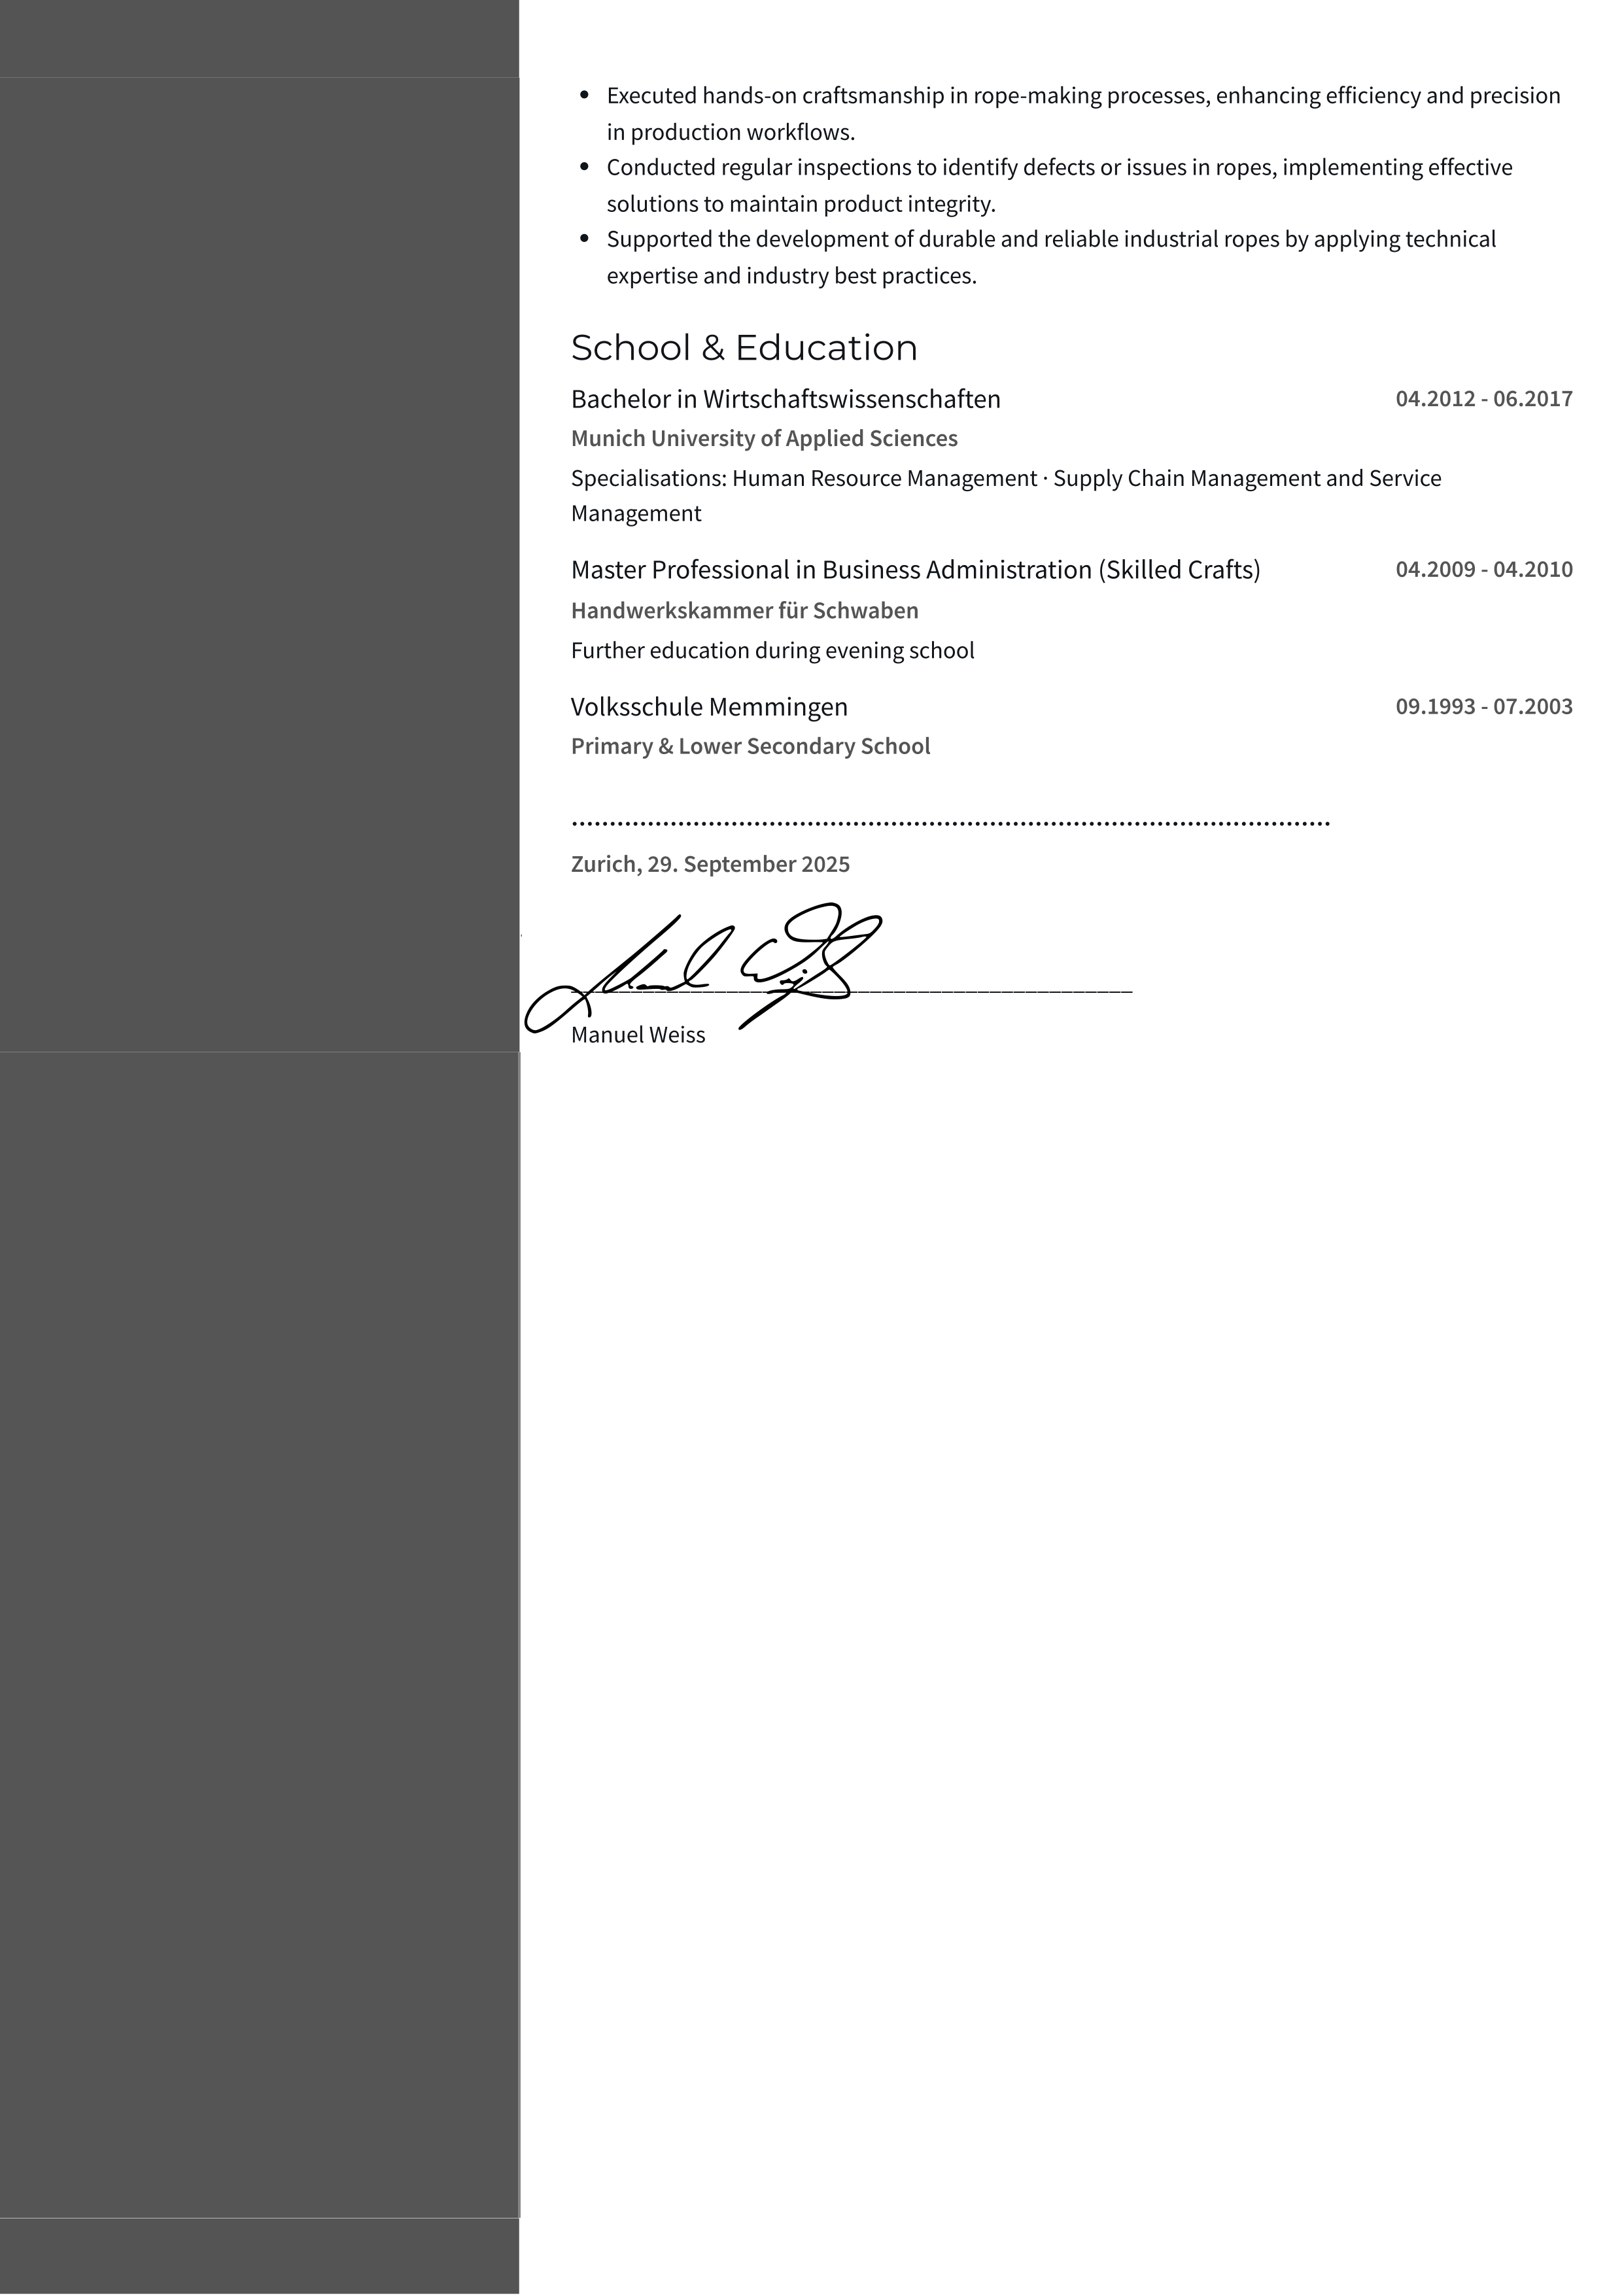 • Executed hands-on craftsmanship in rope-making processes, enhancing efficiency and precision
in production workflows.
• Conducted regular inspections to identify defects or issues in ropes, implementing effective
solutions to maintain product integrity.
• Supported the development of durable and reliable industrial ropes by applying technical
expertise and industry best practices.
School & Education
Bachelor in Wirtschaftswissenschaften 04.2012 - 06.2017
Munich University of Applied Sciences
Specialisations: Human Resource Management · Supply Chain Management and Service
Management
Master Professional in Business Administration (Skilled Crafts) 04.2009 - 04.2010
Handwerkskammer für Schwaben
Further education during evening school
Volksschule Memmingen 09.1993 - 07.2003
Primary & Lower Secondary School
Zurich, 29. September 2025
Manuel Weiss